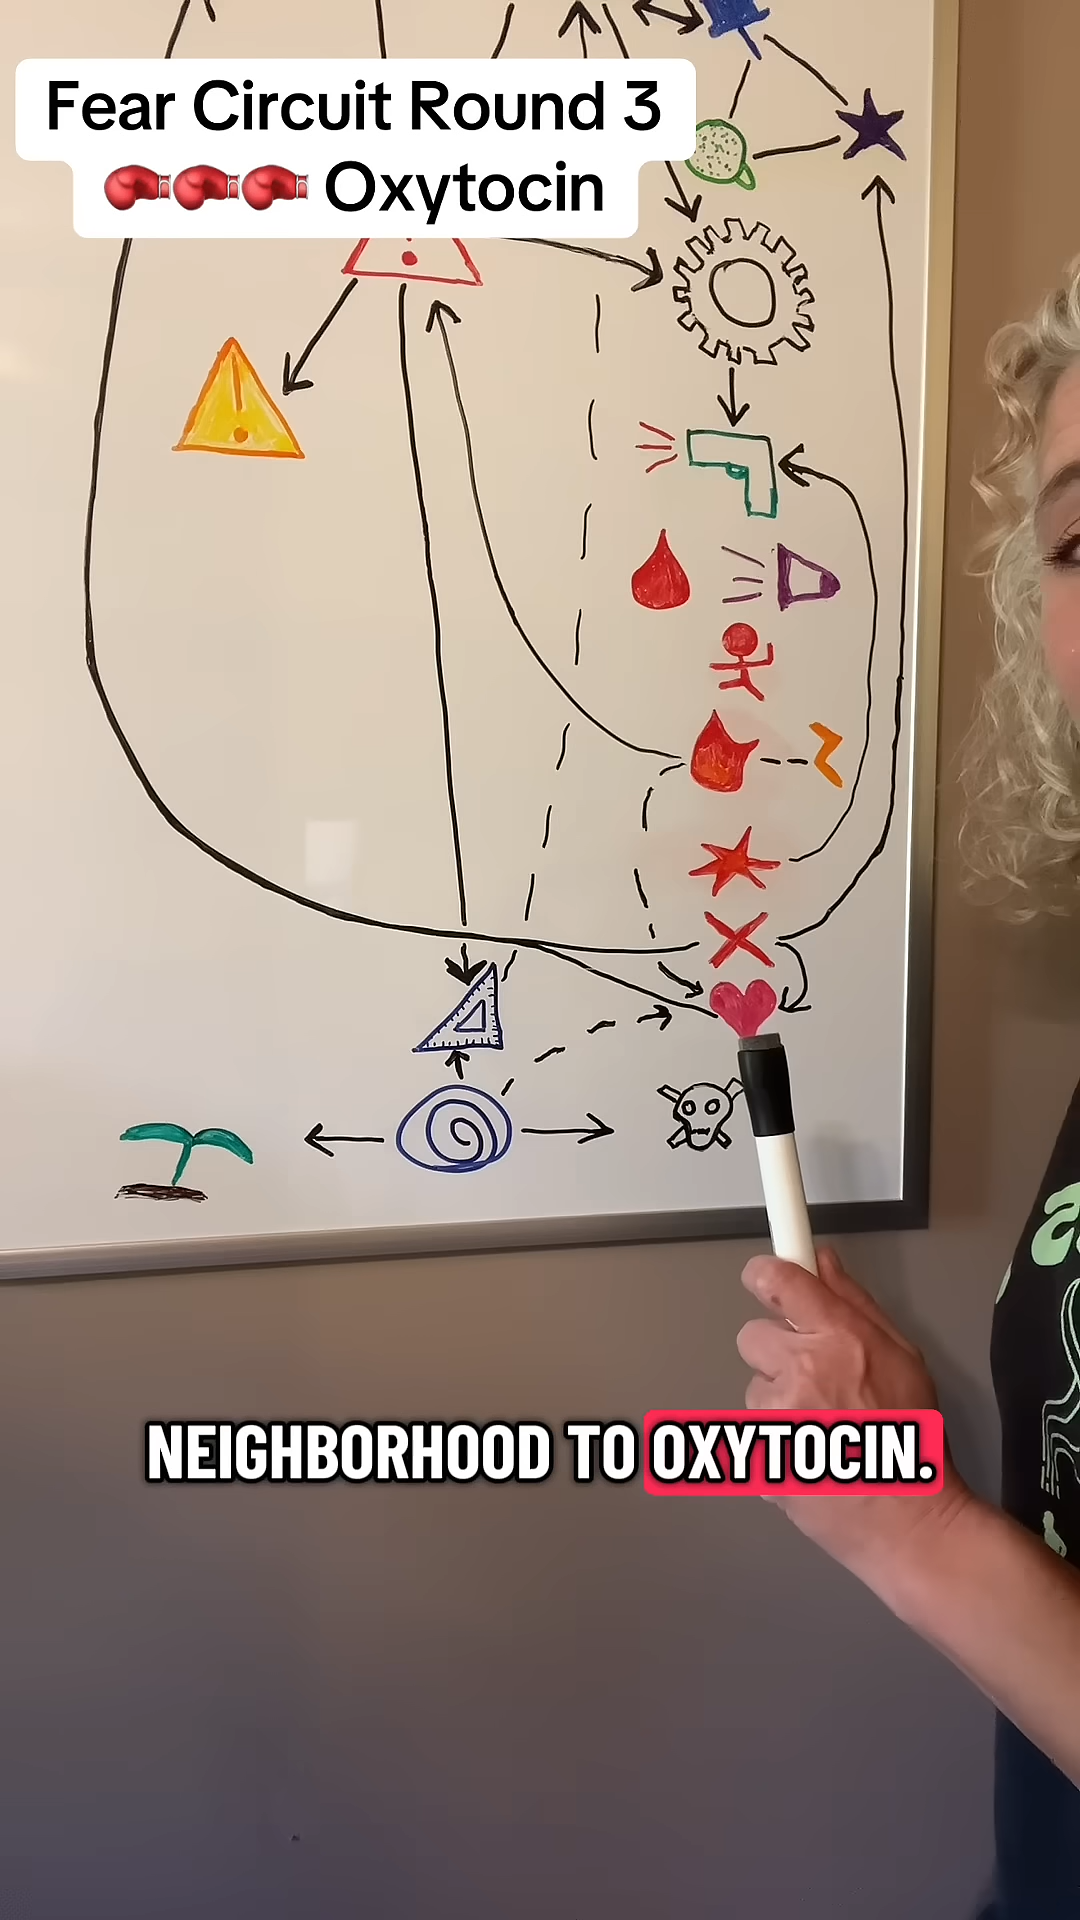 Fear Circuit Round 3
🥊🥊🥊 Oxytocin
NEIGHBORHOOD TO OXYTOCIN.